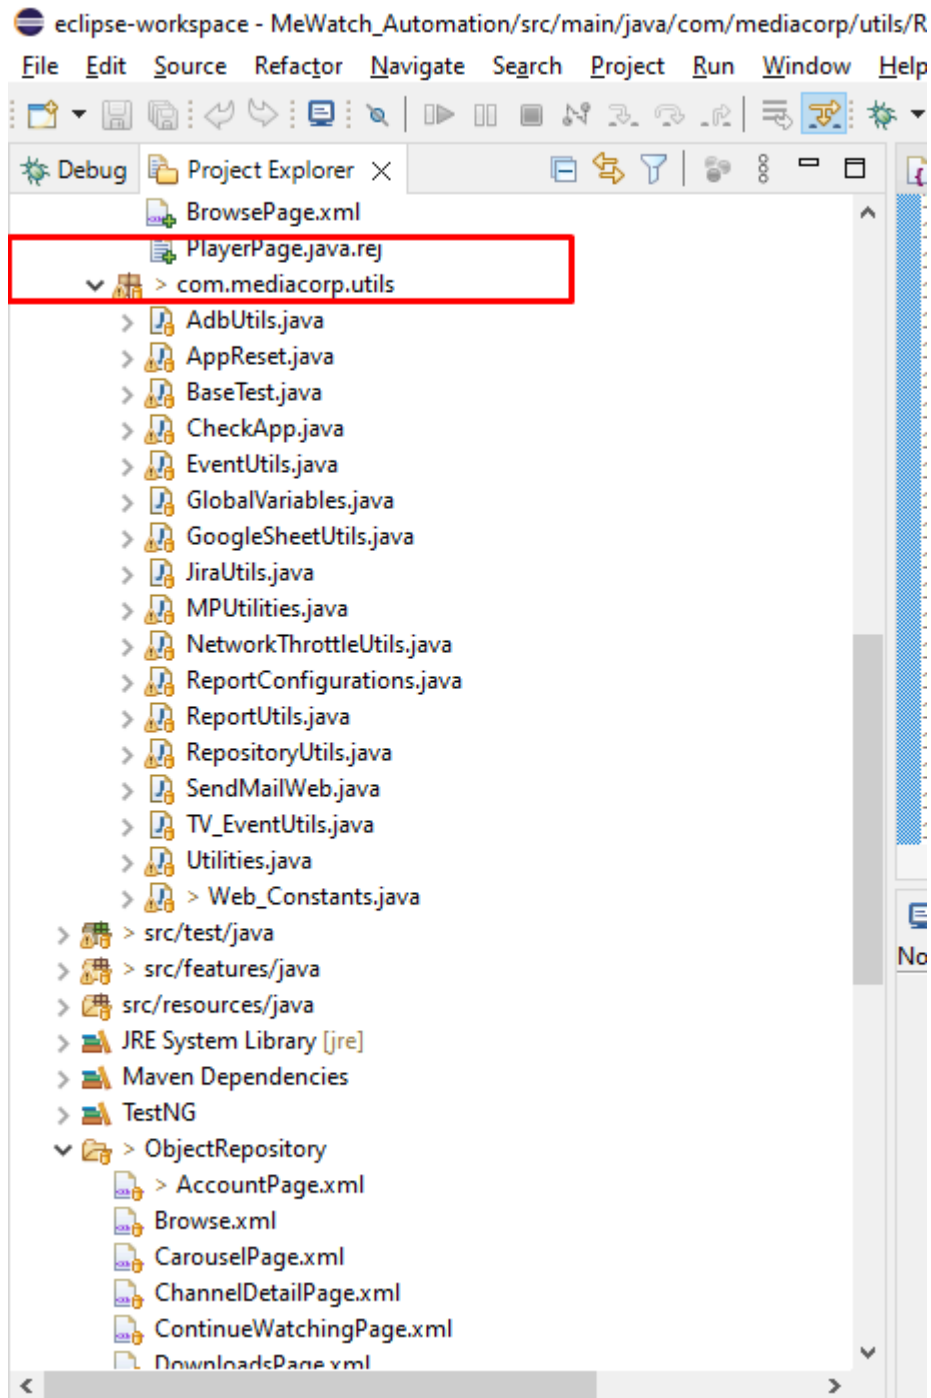 eclipse-workspace - MeWatch_Automation/src/main/java/com/mediacorp/utils/R
File Edit Source Refactor Navigate Search Project Run Window Help
Debug Project Explorer
BrowsePage.xml
PlayerPage.java.rej
> com.mediacorp.utils
AdbUtils.java
AppReset.java
BaseTest.java
CheckApp.java
EventUtils.java
GlobalVariables.java
GoogleSheetUtils.java
JiraUtils.java
MPUtilities.java
NetworkThrottleUtils.java
ReportConfigurations.java
ReportUtils.java
RepositoryUtils.java
SendMailWeb.java
TV_EventUtils.java
Utilities.java
> Web_Constants.java
> src/test/java
> src/features/java
No
src/resources/java
JRE System Library [jre]
Maven Dependencies
TestNG
> ObjectRepository
> AccountPage.xml
Browse.xml
CarouselPage.xml
ChannelDetailPage.xml
ContinueWatchingPage.xml
DownloadsPage.xml